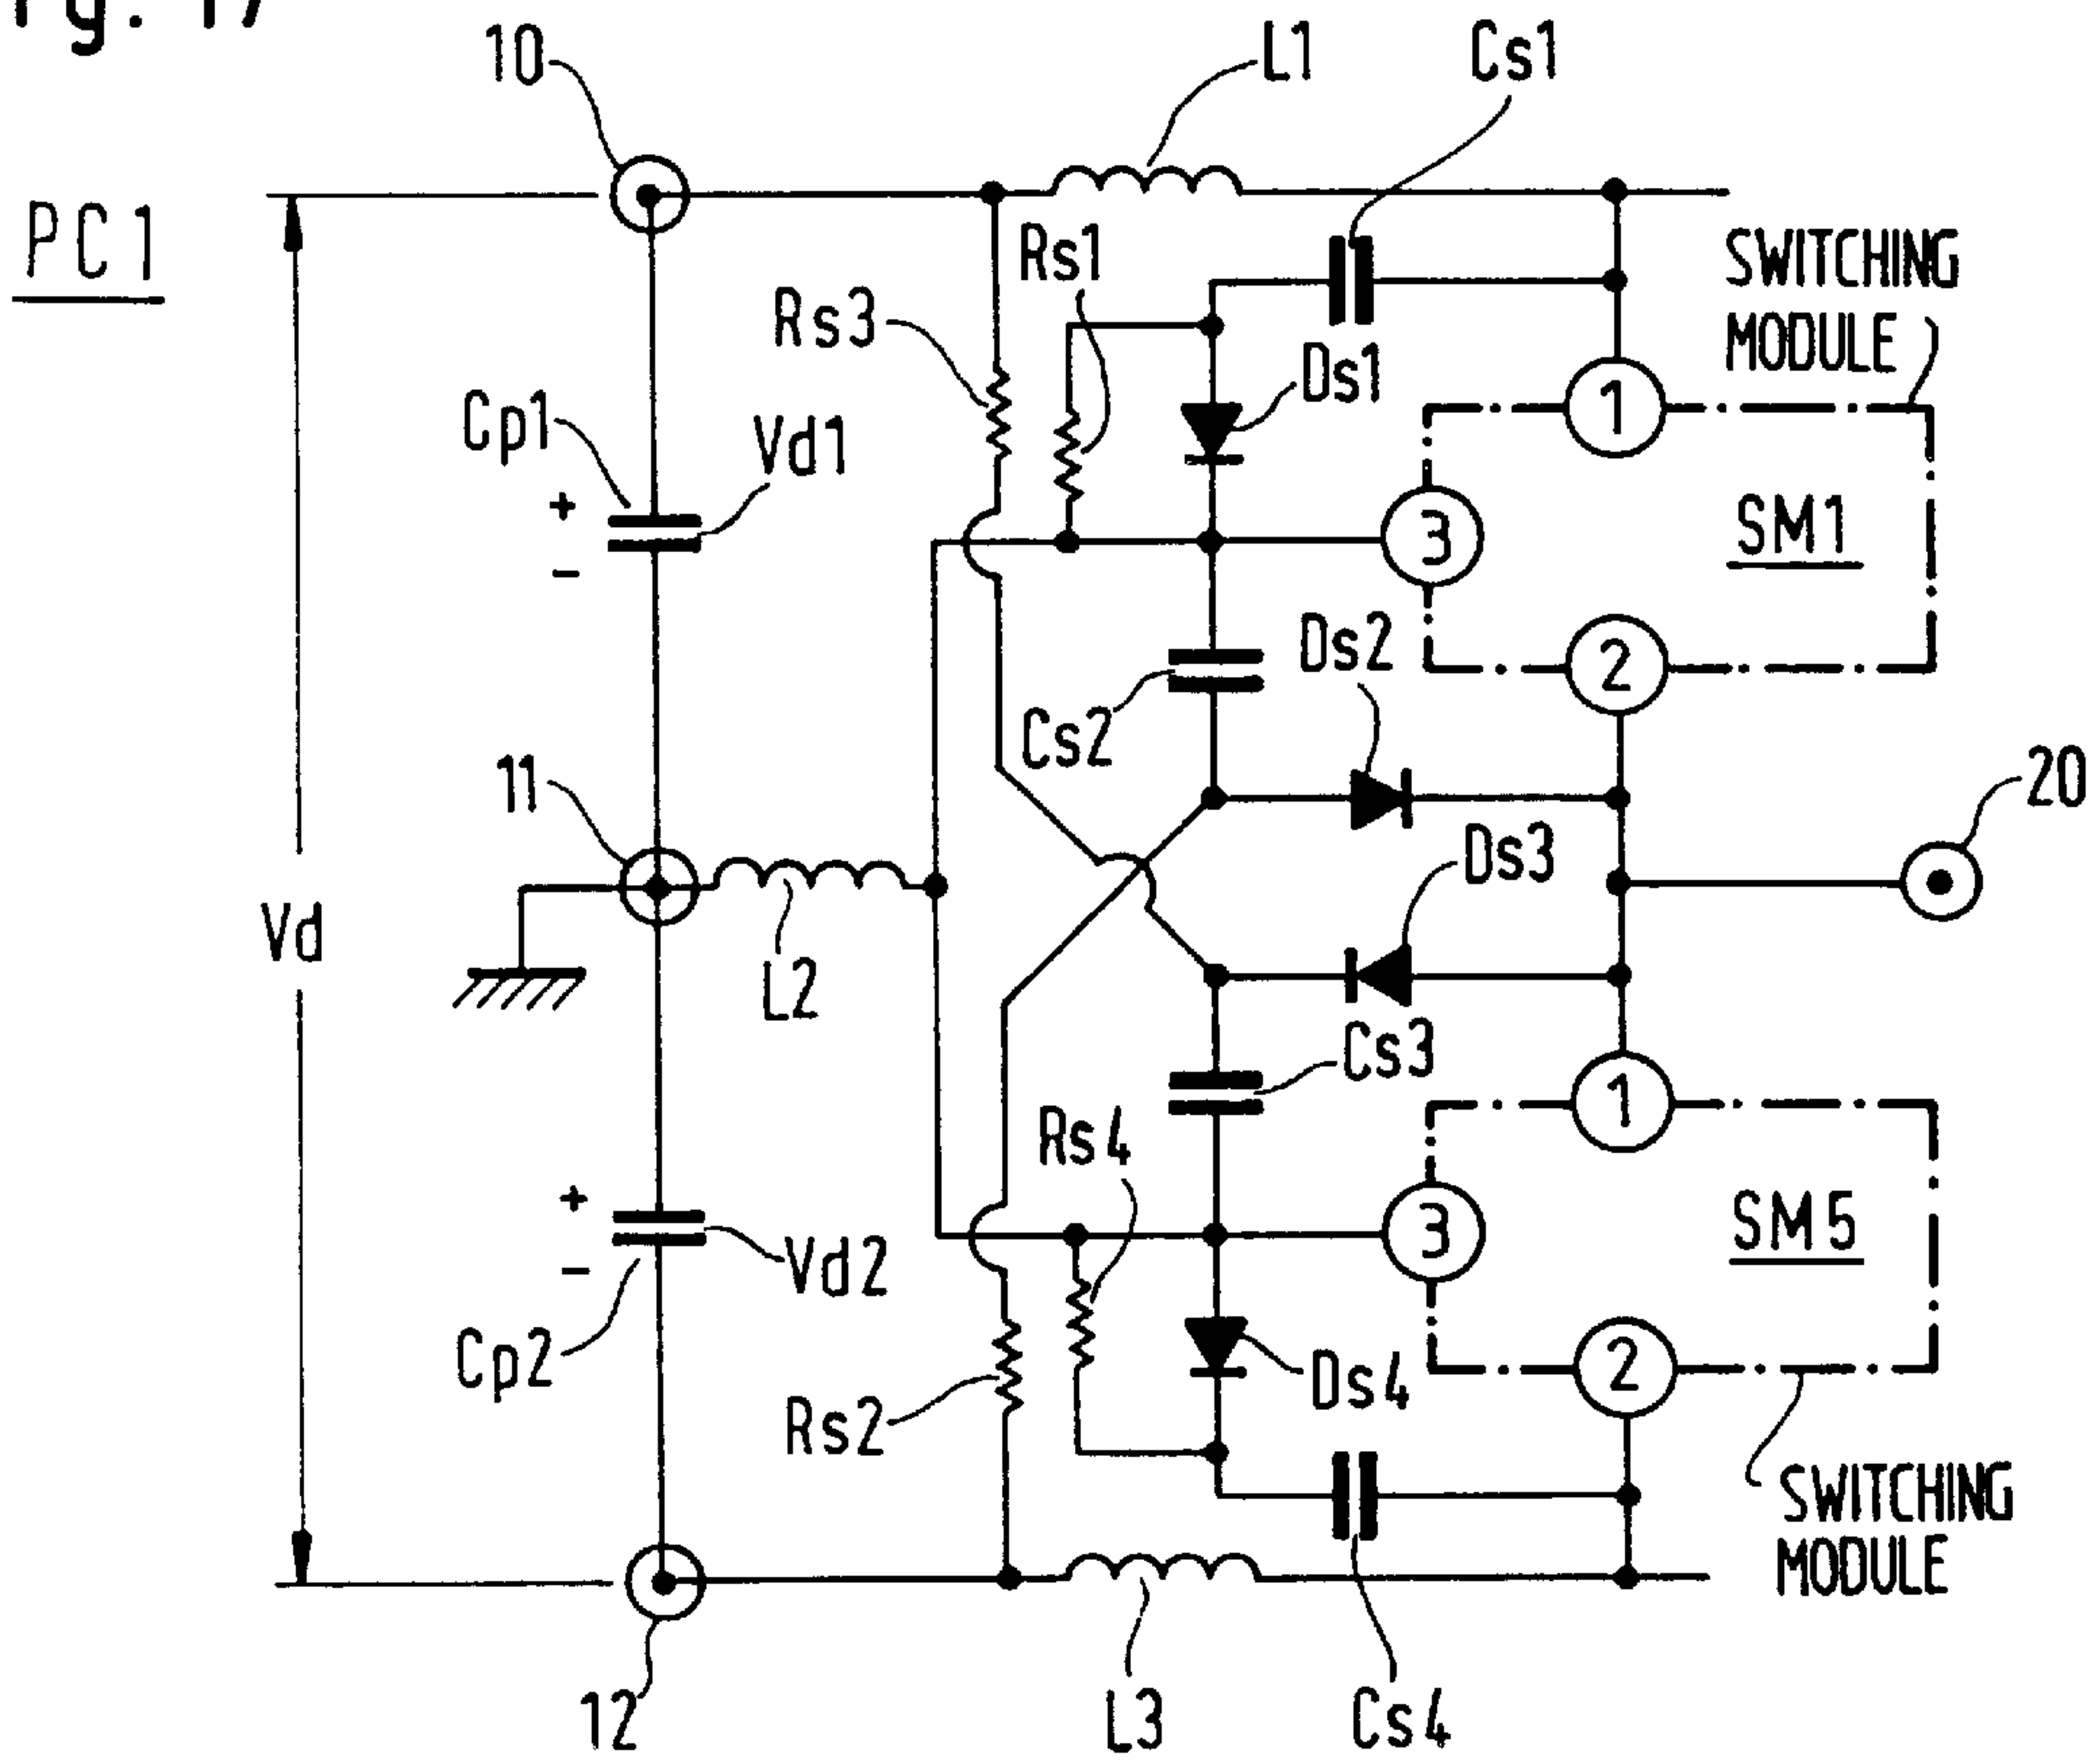 10
L1
Cs1
PC1
Rs1
SWITCHING
MODULE
Rs3
Ds1
Cp1
Vd1
1
+
3
SM1
-
Ds2
2
Cs2
11
20
Ds3
Vd
L2
Cs3
1
Rs4
+
3
SM5
Vd2
-
Cp2
Ds4
2
Rs2
SWITCHING
MODULE
12
L3
Cs4